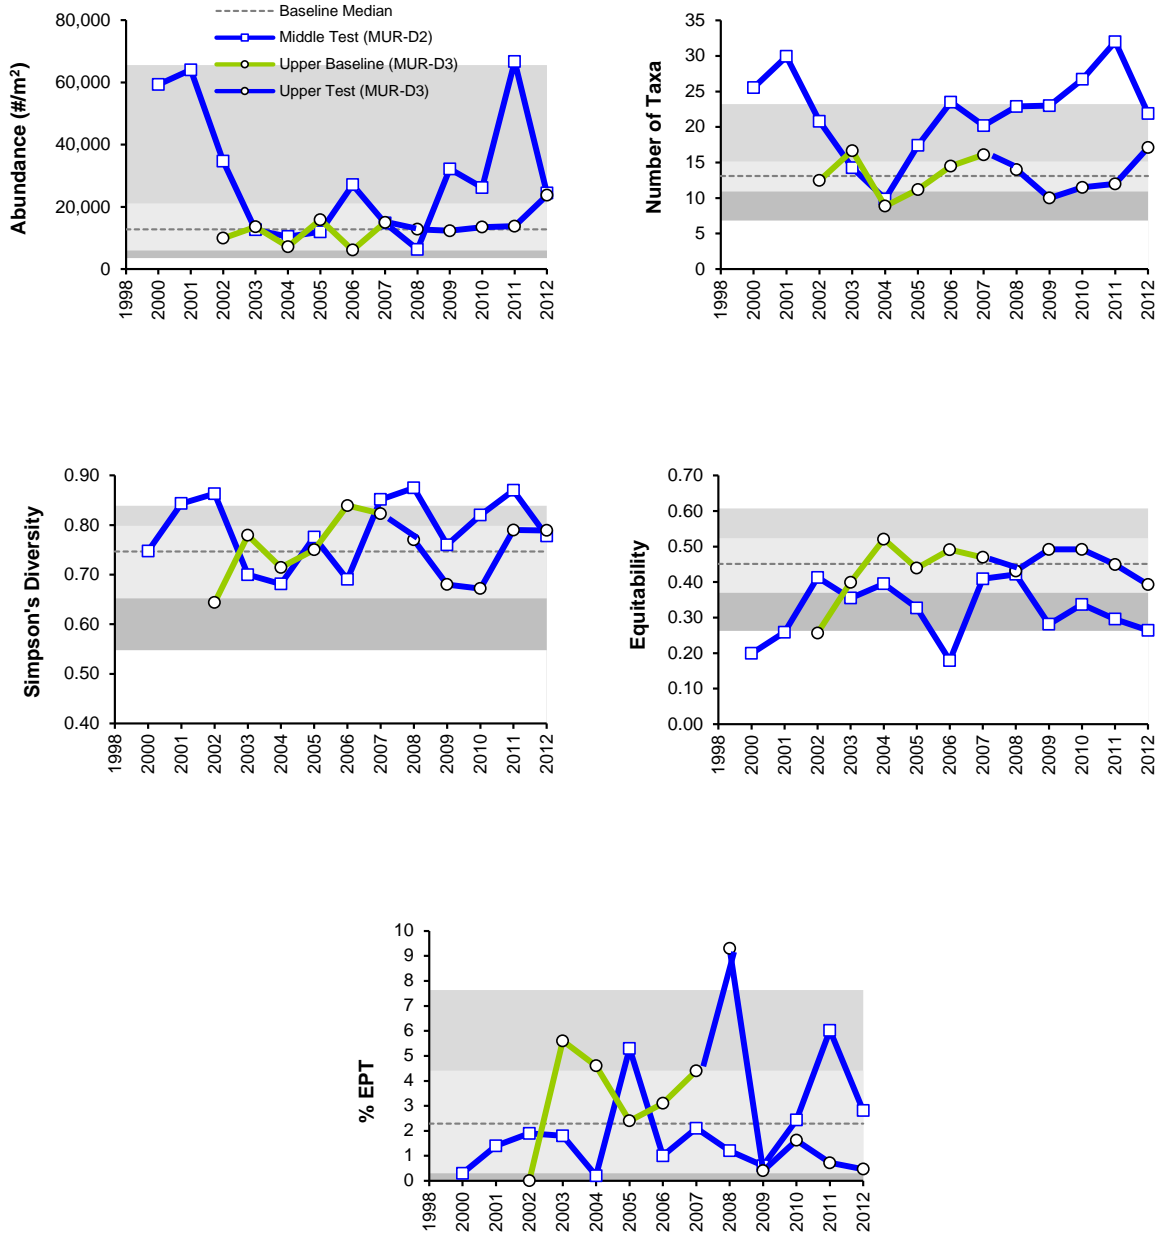 Baseline Median
Middle Test (MUR-D2)
Upper Baseline (MUR-D3)
Upper Test (MUR-D3)
Abundance (#/m²)
80,000
60,000
40,000
20,000
0
1998 2000 2001 2002 2003 2004 2005 2006 2007 2008 2009 2010 2011 2012
Number of Taxa
35
30
25
20
15
10
5
0
1998 2000 2001 2002 2003 2004 2005 2006 2007 2008 2009 2010 2011 2012
Simpson's Diversity
0.90
0.80
0.70
0.60
0.50
0.40
1998 2000 2001 2002 2003 2004 2005 2006 2007 2008 2009 2010 2011 2012
Equitability
0.70
0.60
0.50
0.40
0.30
0.20
0.10
0.00
1998 2000 2001 2002 2003 2004 2005 2006 2007 2008 2009 2010 2011 2012
% EPT
10
9
8
7
6
5
4
3
2
1
0
1998 2000 2001 2002 2003 2004 2005 2006 2007 2008 2009 2010 2011 2012